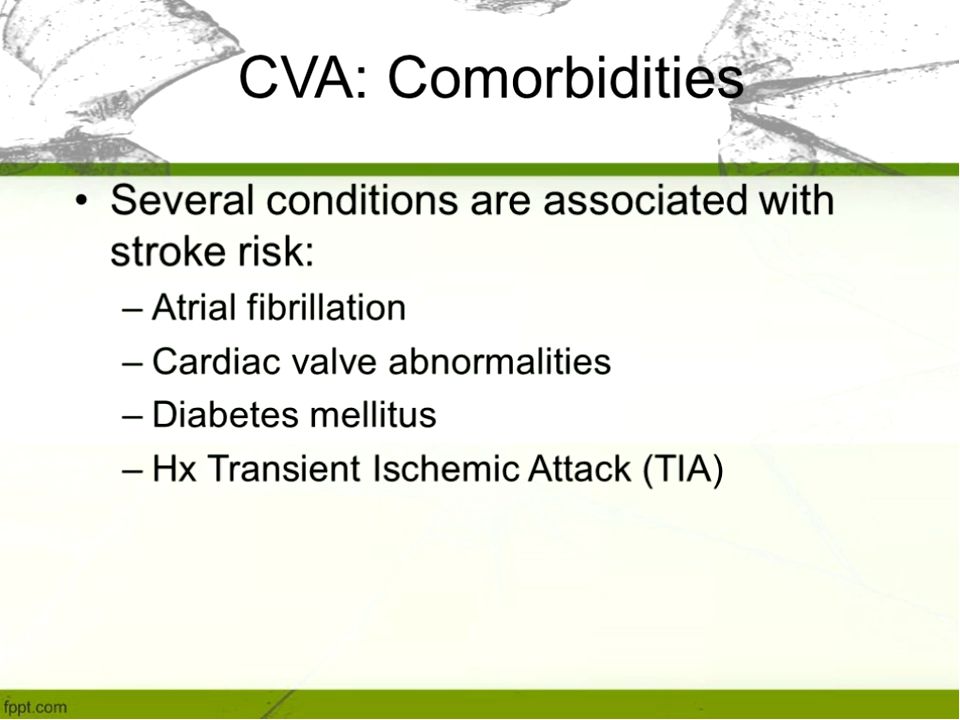 CVA: Comorbidities
• Several conditions are associated with
stroke risk:
– Atrial fibrillation
– Cardiac valve abnormalities
– Diabetes mellitus
– Hx Transient Ischemic Attack (TIA)
fppt.com